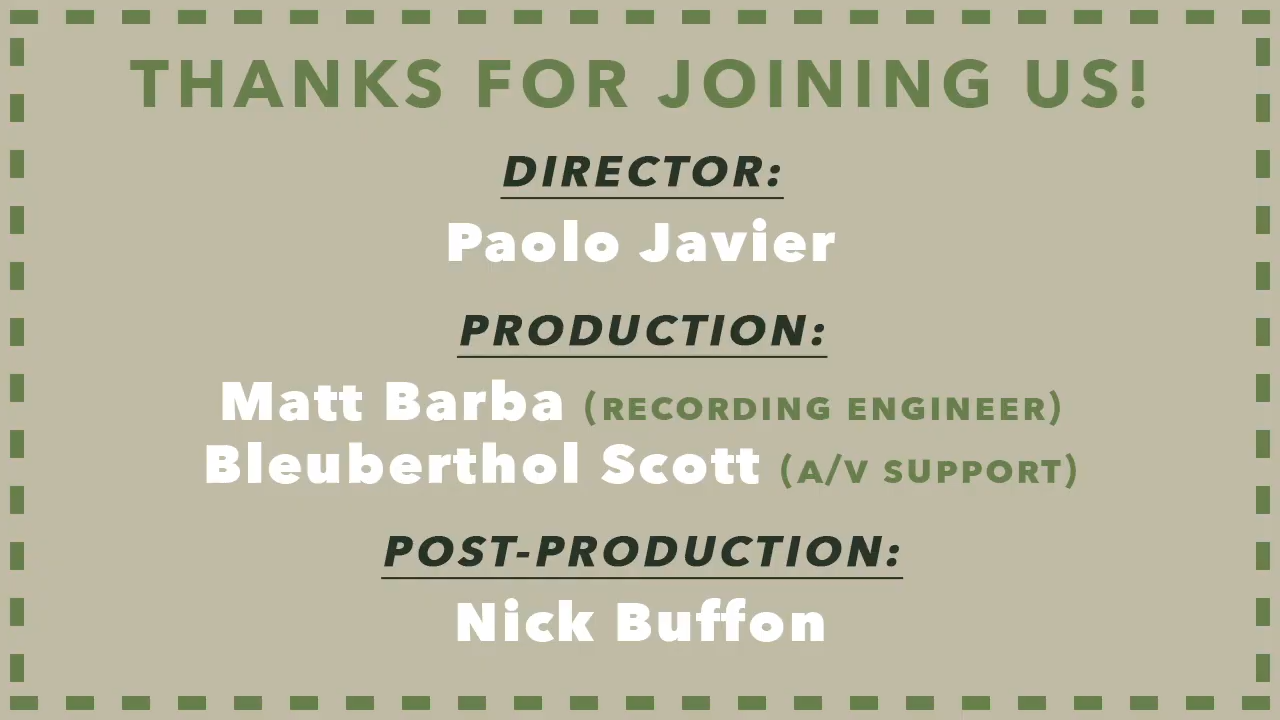 THANKS FOR JOINING US!
DIRECTOR:
Paolo Javier
PRODUCTION:
Matt Barba (RECORDING ENGINEER)
Bleuberthol Scott (A/V SUPPORT)
POST-PRODUCTION:
Nick Buffon